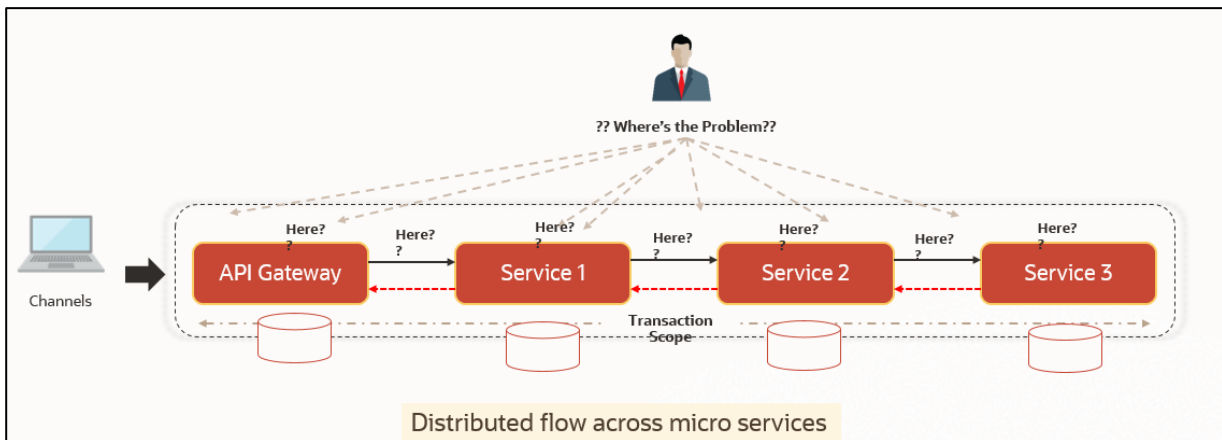 ?? Where's the Problem??
Here?
?
Here?
?
Here?
?
Here?
?
Here?
?
Here?
?
Here?
?
API Gateway
Service 1
Service 2
Service 3
Channels
Transaction
Scope
Distributed flow across micro services